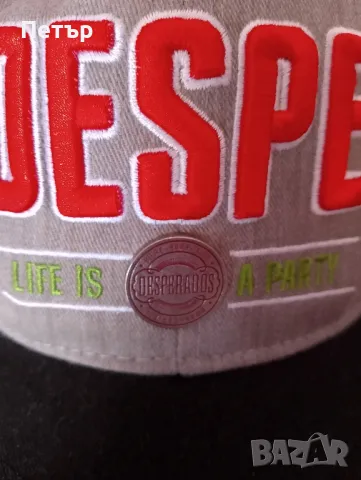 Петър
DESPE
LIFE IS A PARTY
DESPERADOS
BAZAR